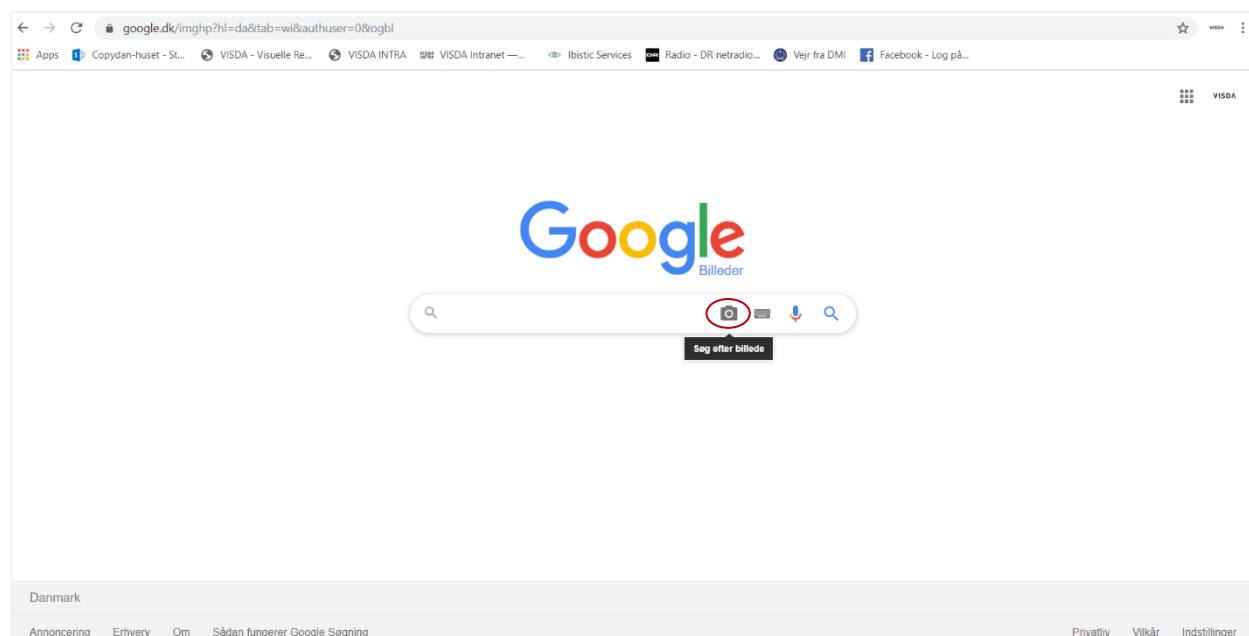 google.dk/imghp?hl=da&tab=wi&authuser=0&ogbl
VISDA
Apps Copydan-huset - St... VISDA - Visuelle Re... VISDA INTRA VISDA Intranet —... Ibistic Services DR Radio - DR netradio... Vejr fra DMI Facebook - Log på...
VISDA
Google
Billeder
Søg efter billede
Danmark
Annoncering Erhverv Om Sådan fungerer Google Søgning Privatliv Vilkår Indstillinger